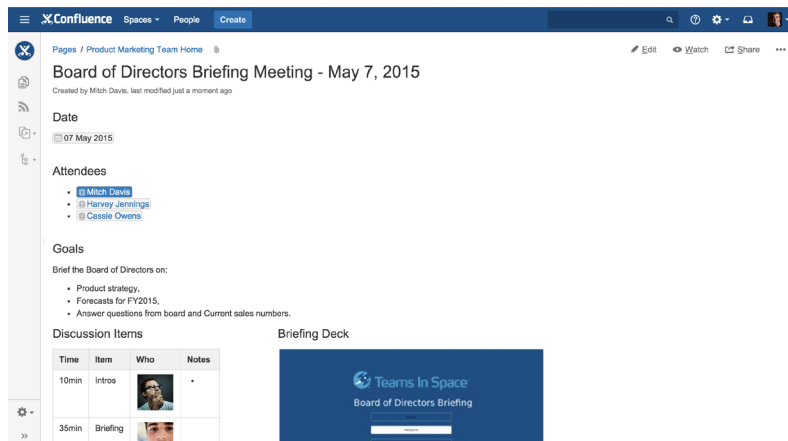 Confluence Spaces People Create
Pages / Product Marketing Team Home
Edit Watch Share
Board of Directors Briefing Meeting - May 7, 2015
Created by Mitch Davis, last modified just a moment ago
Date
07 May 2015
Attendees
@ Mitch Davis
@ Harvey Jennings
@ Cassie Owens
Goals
Brief the Board of Directors on:
Product strategy,
Forecasts for FY2015,
Answer questions from board and Current sales numbers.
Discussion Items
Time Item Who Notes
10min Intros
35min Briefing
Briefing Deck
Teams In Space
Board of Directors Briefing
PRODUCTS